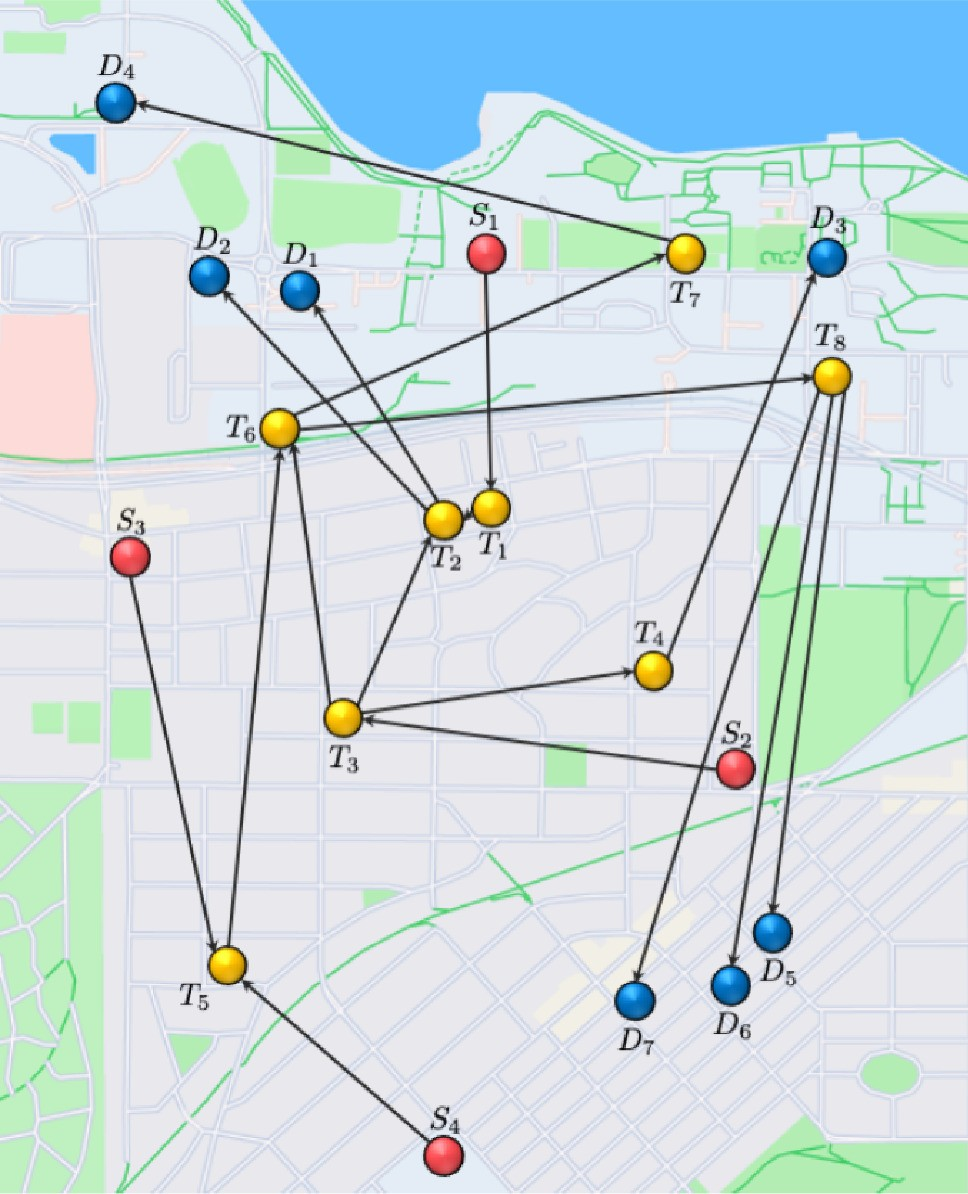 D₄
S₁
D₃
D₂
D₁
T₇
T₈
T₆
S₃
T₂
T₁
T₄
S₂
T₃
D₅
T₅
D₆
D₇
S₄